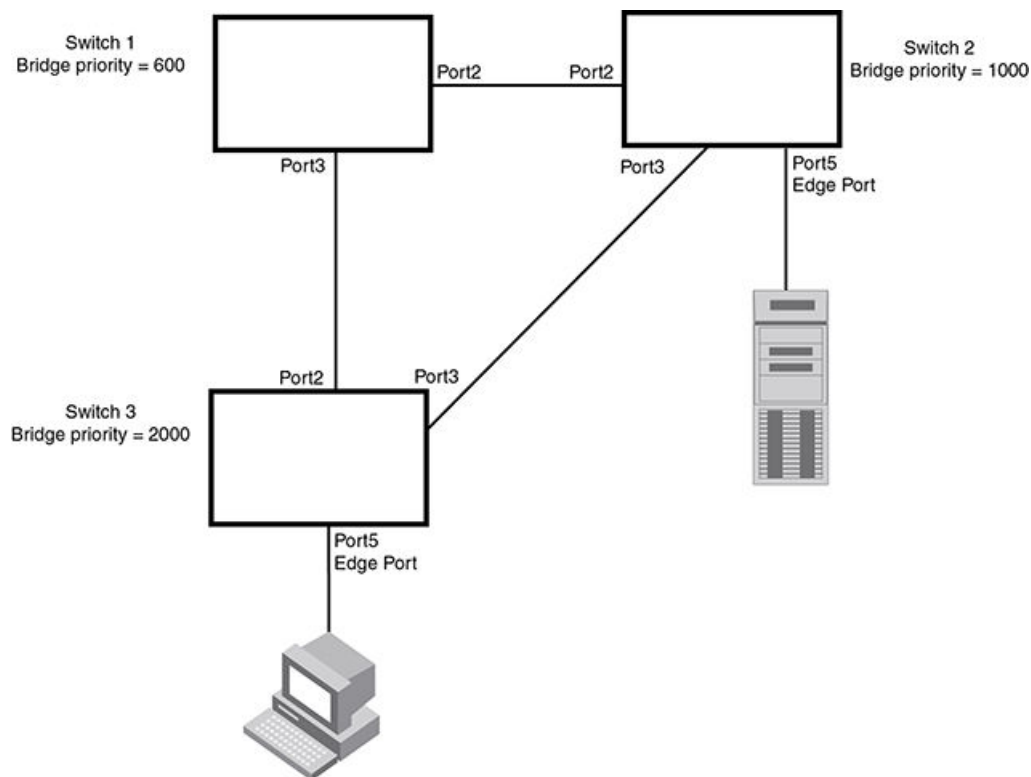 Switch 1
Bridge priority = 600
Port2
Port2
Switch 2
Bridge priority = 1000
Port3
Port3
Port5
Edge Port
Port2
Port3
Switch 3
Bridge priority = 2000
Port5
Edge Port